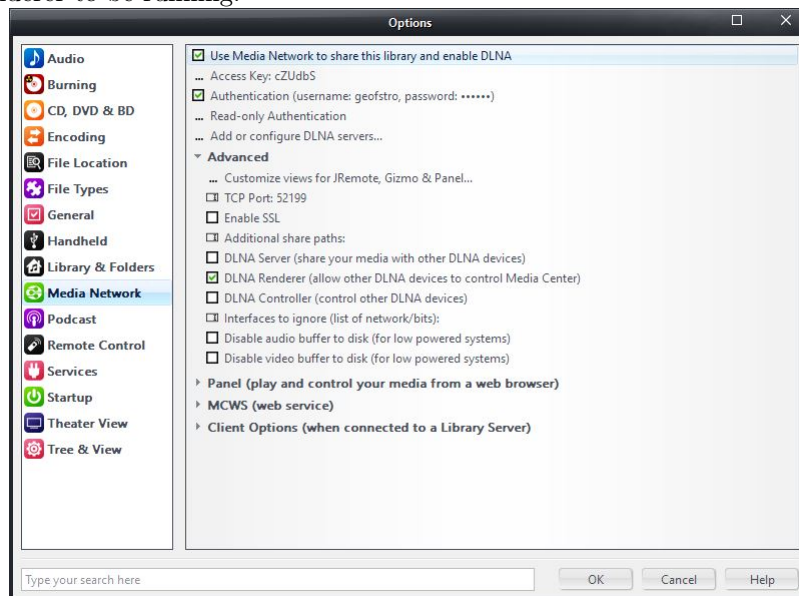 Options
Audio
Burning
CD, DVD & BD
Encoding
File Location
File Types
General
Handheld
Library & Folders
Media Network
Podcast
Remote Control
Services
Startup
Theater View
Tree & View
Use Media Network to share this library and enable DLNA
... Access Key: cZUdbS
Authentication (username: geofstro, password: ••••••)
... Read-only Authentication
... Add or configure DLNA servers...
Advanced
... Customize views for JRemote, Gizmo & Panel...
TCP Port: 52199
Enable SSL
Additional share paths:
DLNA Server (share your media with other DLNA devices)
DLNA Renderer (allow other DLNA devices to control Media Center)
DLNA Controller (control other DLNA devices)
Interfaces to ignore (list of network/bits):
Disable audio buffer to disk (for low powered systems)
Disable video buffer to disk (for low powered systems)
Panel (play and control your media from a web browser)
MCWS (web service)
Client Options (when connected to a Library Server)
Type your search here
OK Cancel Help